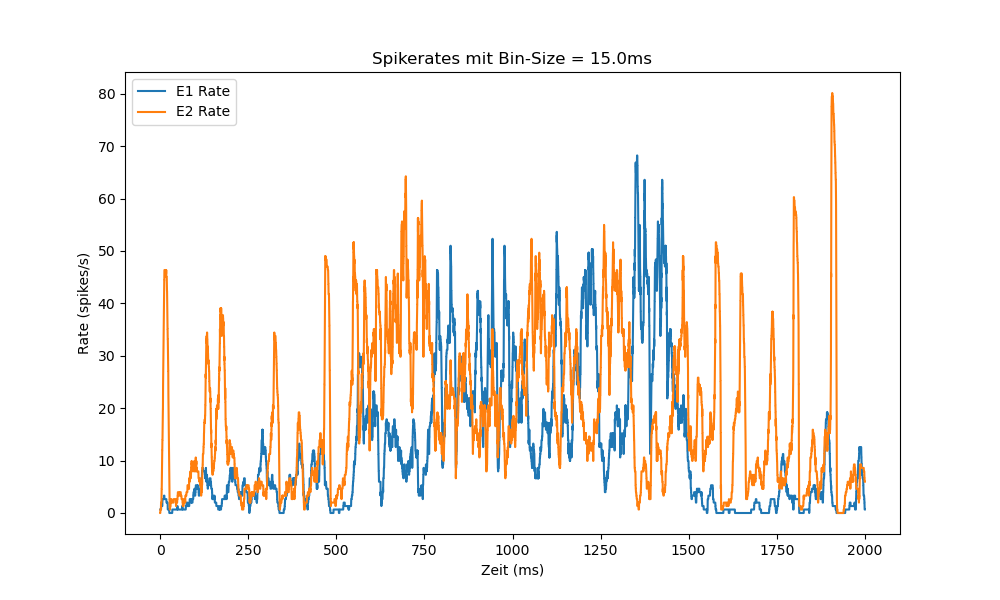 Spikerates mit Bin-Size = 15.0ms
E1 Rate
E2 Rate
Rate (spikes/s)
80
70
60
50
40
30
20
10
0
0 250 500 750 1000 1250 1500 1750 2000
Zeit (ms)